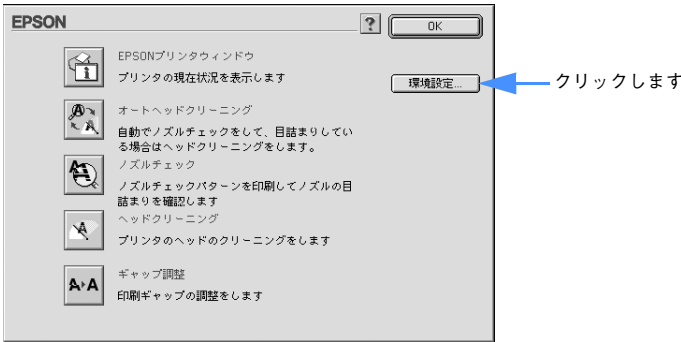 EPSON
? OK
EPSONプリンタウィンドウ
プリンタの現在状況を表示します
環境設定...
クリックします
オートヘッドクリーニング
自動でノズルチェックをして、目詰まりしてい
る場合はヘッドクリーニングをします。
ノズルチェック
ノズルチェックパターンを印刷してノズルの目
詰まりを確認します
ヘッドクリーニング
プリンタのヘッドのクリーニングをします
ギャップ調整
印刷ギャップの調整をします